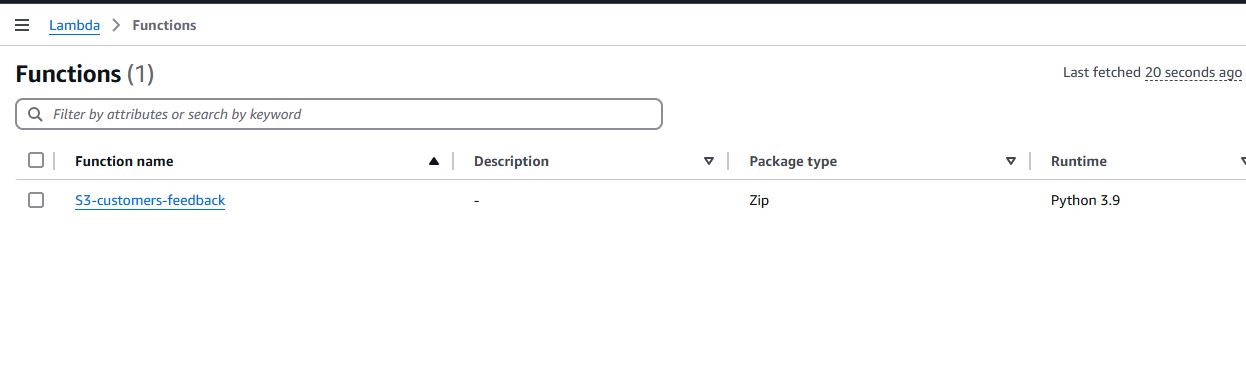 Lambda > Functions
Functions (1)
Last fetched 20 seconds ago
Filter by attributes or search by keyword
Function name Description Package type Runtime
S3-customers-feedback - Zip Python 3.9